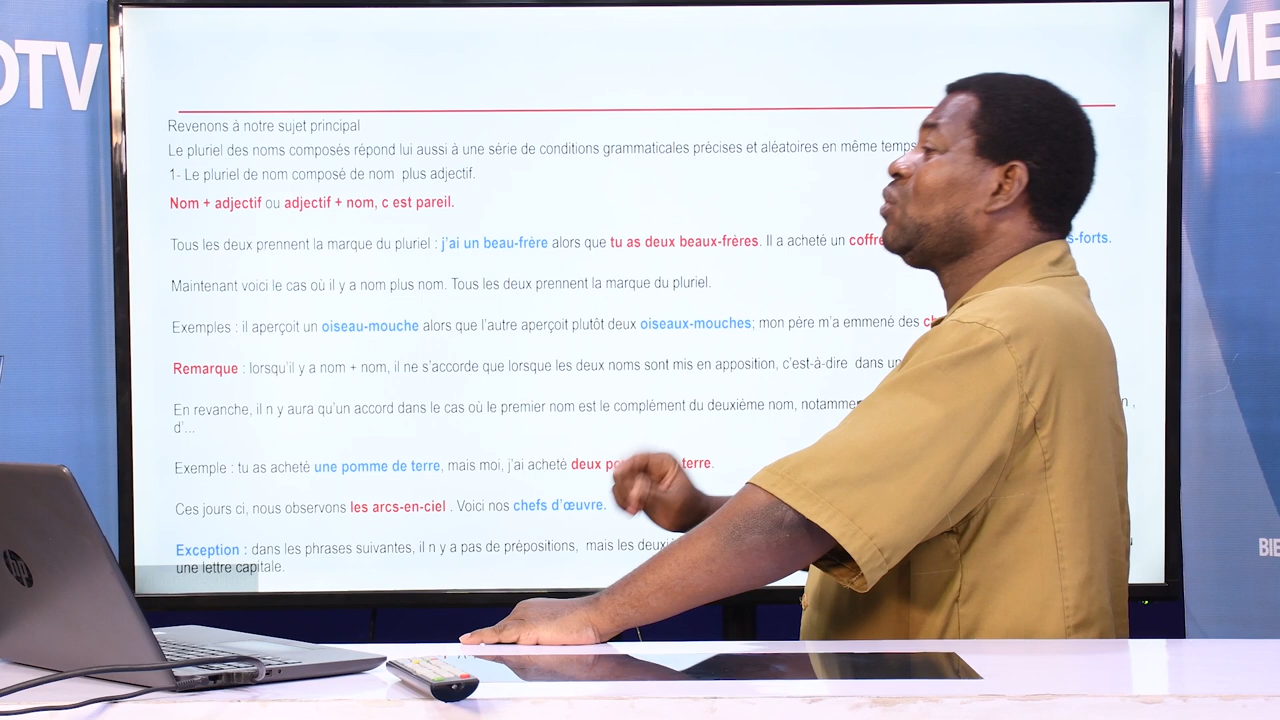 OTV
ME
Revenons à notre sujet principal
Le pluriel des noms composés répond lui aussi à une série de conditions grammaticales précises et aléatoires en même temps
1- Le pluriel de nom composé de nom plus adjectif.
Nom + adjectif ou adjectif + nom, c est pareil.
Tous les deux prennent la marque du pluriel : j'ai un beau-frère alors que tu as deux beaux-frères. Il a acheté un coffre s-forts.
Maintenant voici le cas où il y a nom plus nom. Tous les deux prennent la marque du pluriel.
Exemples : il aperçoit un oiseau-mouche alors que l'autre aperçoit plutôt deux oiseaux-mouches; mon père m'a emmené des
Remarque : lorsqu'il y a nom + nom, il ne s'accorde que lorsque les deux noms sont mis en apposition, c'est-à-dire dans
En revanche, il n y aura qu'un accord dans le cas où le premier nom est le complément du deuxième nom, n ,
d'...
Exemple : tu as acheté une pomme de terre, mais moi, j'ai acheté deux terre.
Ces jours ci, nous observons les arcs-en-ciel . Voici nos chefs d'œuvre.
Exception : dans les phrases suivantes, il n y a pas de prépositions, mais les
une lettre capitale.
hp
BIE